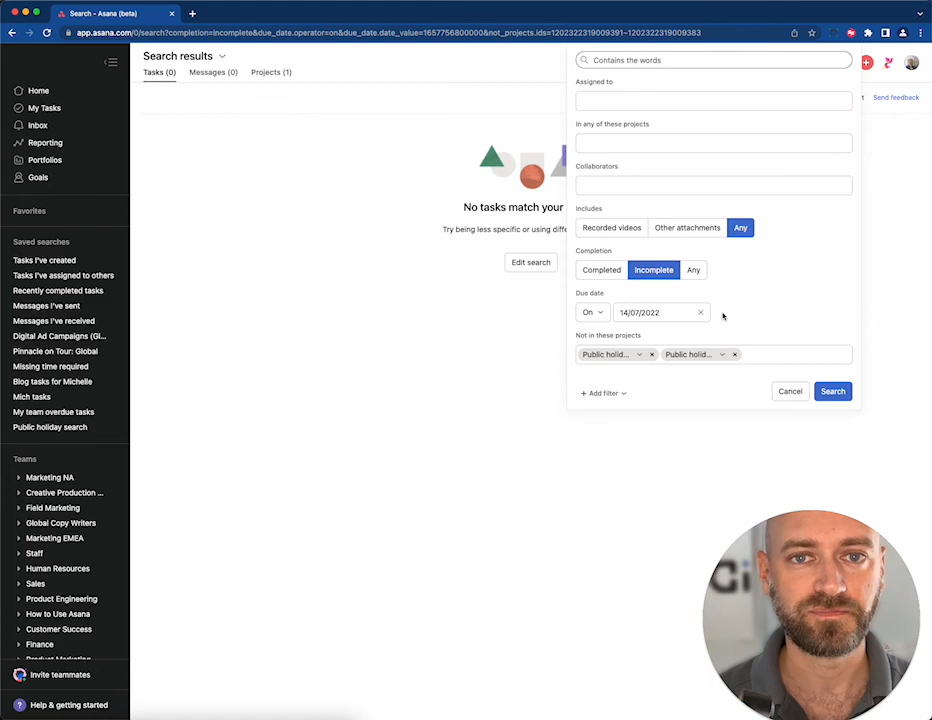 Search - Asana (beta)
app.asana.com/0/search?completion=incomplete&due_date.operator=on&due_date.date_value=1657756800000&not_projects.ids=1202322319009391~1202322319009383
Home
My Tasks
Inbox
Reporting
Portfolios
Goals
Favorites
Saved searches
Tasks I've created
Tasks I've assigned to others
Recently completed tasks
Messages I've sent
Messages I've received
Digital Ad Campaigns (Gl...
Pinnacle on Tour: Global
Missing time required
Blog tasks for Michelle
Mich tasks
My team overdue tasks
Public holiday search
Teams
Marketing NA
Creative Production ...
Field Marketing
Global Copy Writers
Marketing EMEA
Staff
Human Resources
Sales
Product Engineering
How to Use Asana
Customer Success
Finance
Product Marketing
Invite teammates
? Help & getting started
Search results
Tasks (0) Messages (0) Projects (1)
Send feedback
No tasks match your
Try being less specific or using diffe
Edit search
Contains the words
Assigned to
In any of these projects
Collaborators
Includes
Recorded videos Other attachments Any
Completion
Completed Incomplete Any
Due date
On 14/07/2022
Not in these projects
Public holid... Public holid...
+ Add filter Cancel Search